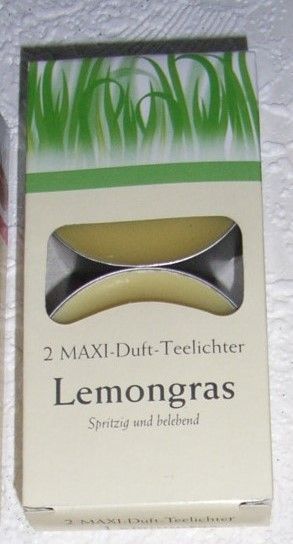 2 MAXI-Duft-Teelichter
Lemongras
Spritzig und belebend
2 MAXI-Duft-Teelichter